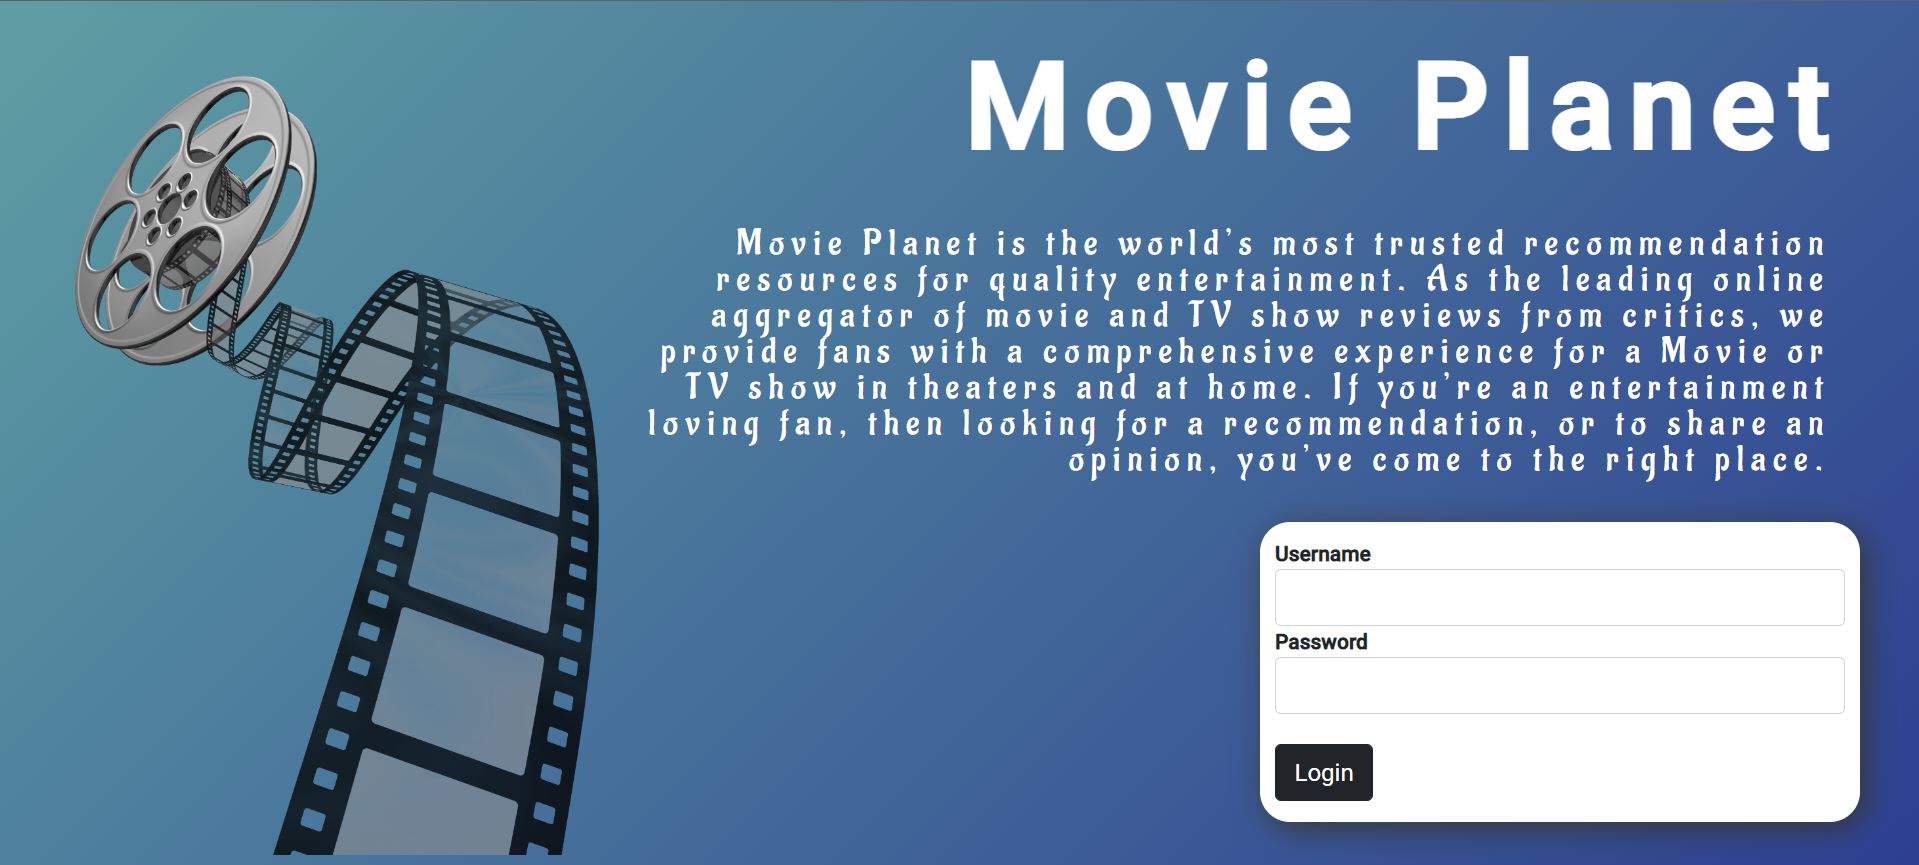 Movie Planet
Movie Planet is the world's most trusted recommendation
resources for quality entertainment. As the leading online
aggregator of movie and TV show reviews from critics, we
provide fans with a comprehensive experience for a Movie or
TV show in theaters and at home. If you're an entertainment
loving fan, then looking for a recommendation, or to share an
opinion, you've come to the right place.
Username
Password
Login